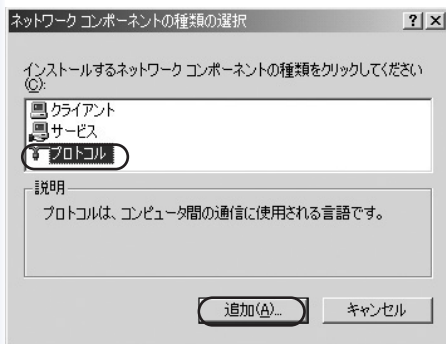 ネットワーク コンポーネントの種類の選択
インストールするネットワーク コンポーネントの種類をクリックしてください
(C):
クライアント
サービス
プロトコル
説明
プロトコルは、コンピュータ間の通信に使用される言語です。
追加(A)... キャンセル